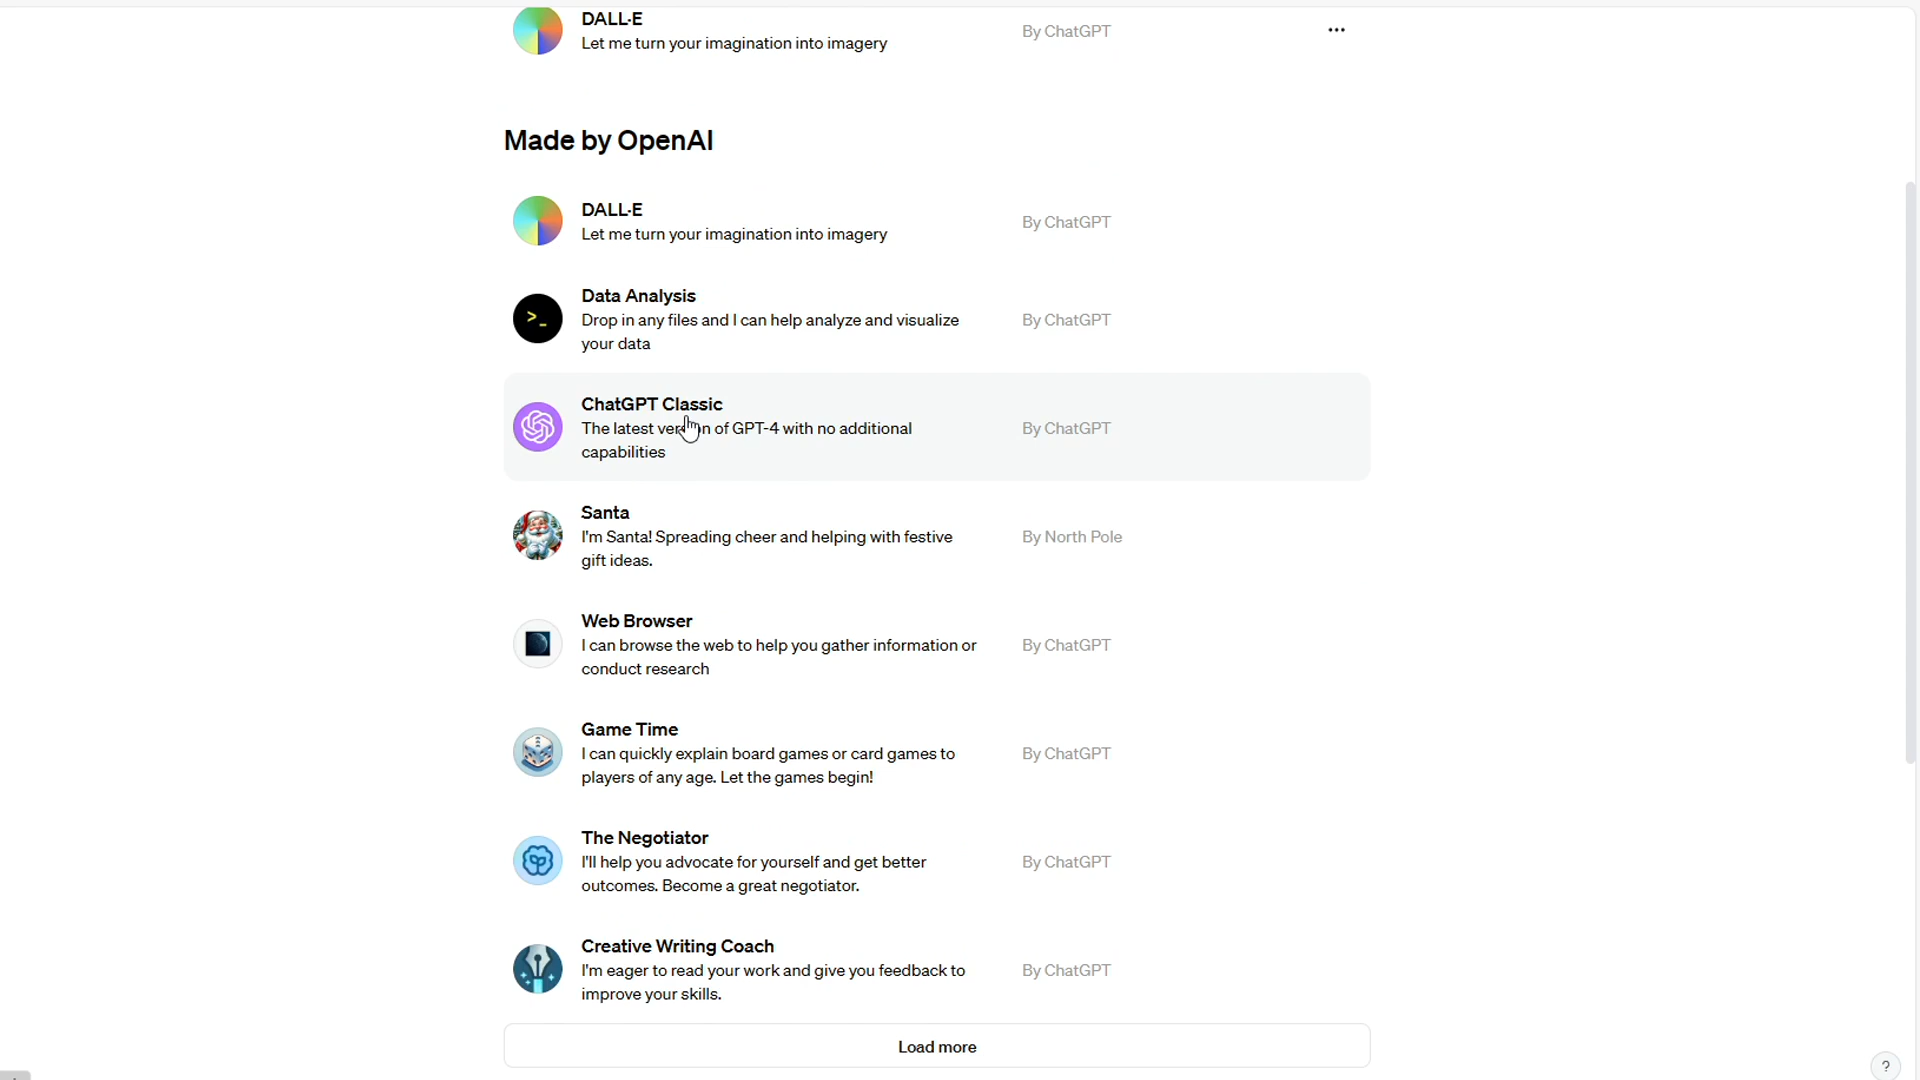 DALL·E
Let me turn your imagination into imagery
By ChatGPT
Made by OpenAI
DALL·E
Let me turn your imagination into imagery
By ChatGPT
Data Analysis
Drop in any files and I can help analyze and visualize
your data
By ChatGPT
ChatGPT Classic
The latest version of GPT-4 with no additional
capabilities
By ChatGPT
Santa
I'm Santa! Spreading cheer and helping with festive
gift ideas.
By North Pole
Web Browser
I can browse the web to help you gather information or
conduct research
By ChatGPT
Game Time
I can quickly explain board games or card games to
players of any age. Let the games begin!
By ChatGPT
The Negotiator
I'll help you advocate for yourself and get better
outcomes. Become a great negotiator.
By ChatGPT
Creative Writing Coach
I'm eager to read your work and give you feedback to
improve your skills.
By ChatGPT
Load more
?